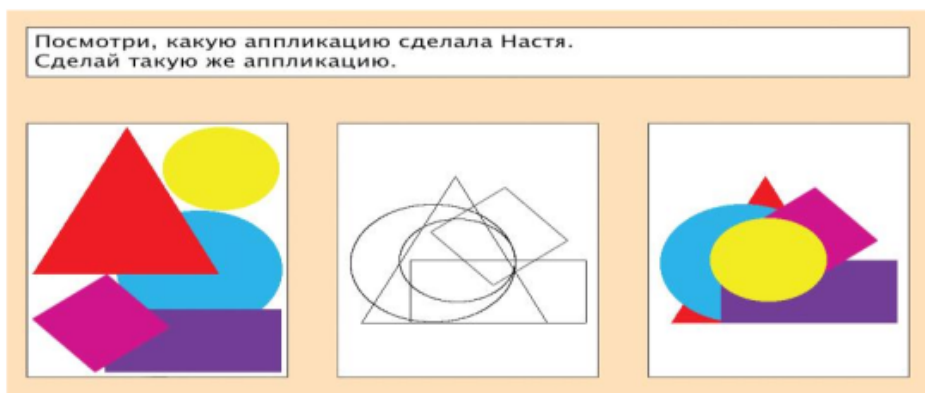 Посмотри, какую аппликацию сделала Настя.
Сделай такую же аппликацию.